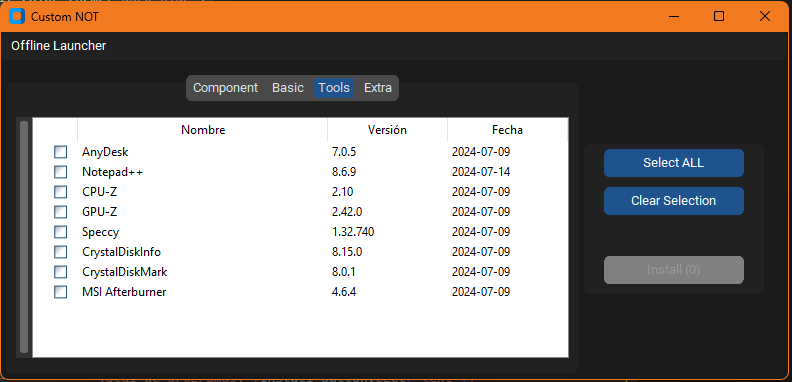 Custom NOT
Offline Launcher
Component Basic Tools Extra
Nombre Versión Fecha
AnyDesk 7.0.5 2024-07-09
Notepad++ 8.6.9 2024-07-14
CPU-Z 2.10 2024-07-09
GPU-Z 2.42.0 2024-07-09
Speccy 1.32.740 2024-07-09
CrystalDiskInfo 8.15.0 2024-07-09
CrystalDiskMark 8.0.1 2024-07-09
MSI Afterburner 4.6.4 2024-07-09
Select ALL
Clear Selection
Install (0)